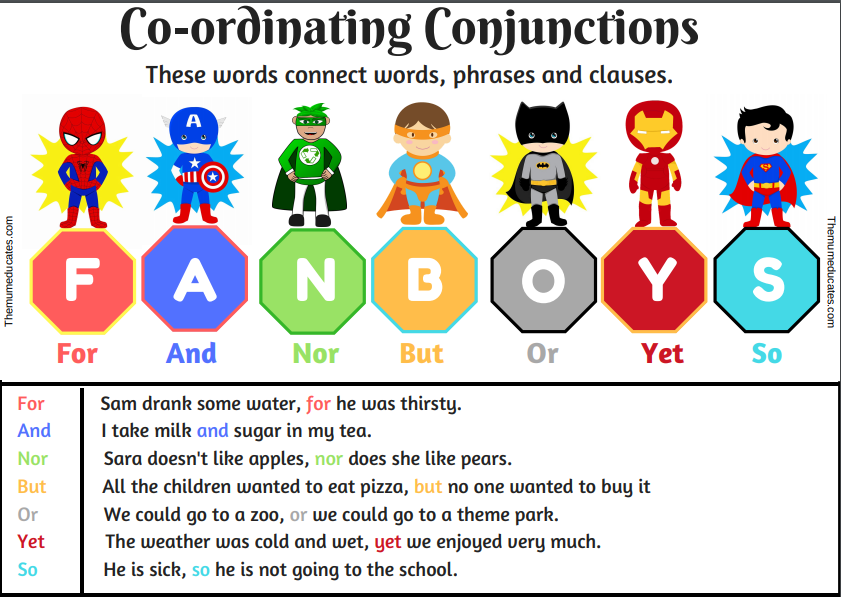 Co-ordinating Conjunctions
These words connect words, phrases and clauses.
A
Themumeducates.com
Themumeducates.com
F A N B O Y S
For And Nor But Or Yet So
For Sam drank some water, for he was thirsty.
And I take milk and sugar in my tea.
Nor Sara doesn't like apples, nor does she like pears.
But All the children wanted to eat pizza, but no one wanted to buy it
Or We could go to a zoo, or we could go to a theme park.
Yet The weather was cold and wet, yet we enjoyed very much.
So He is sick, so he is not going to the school.